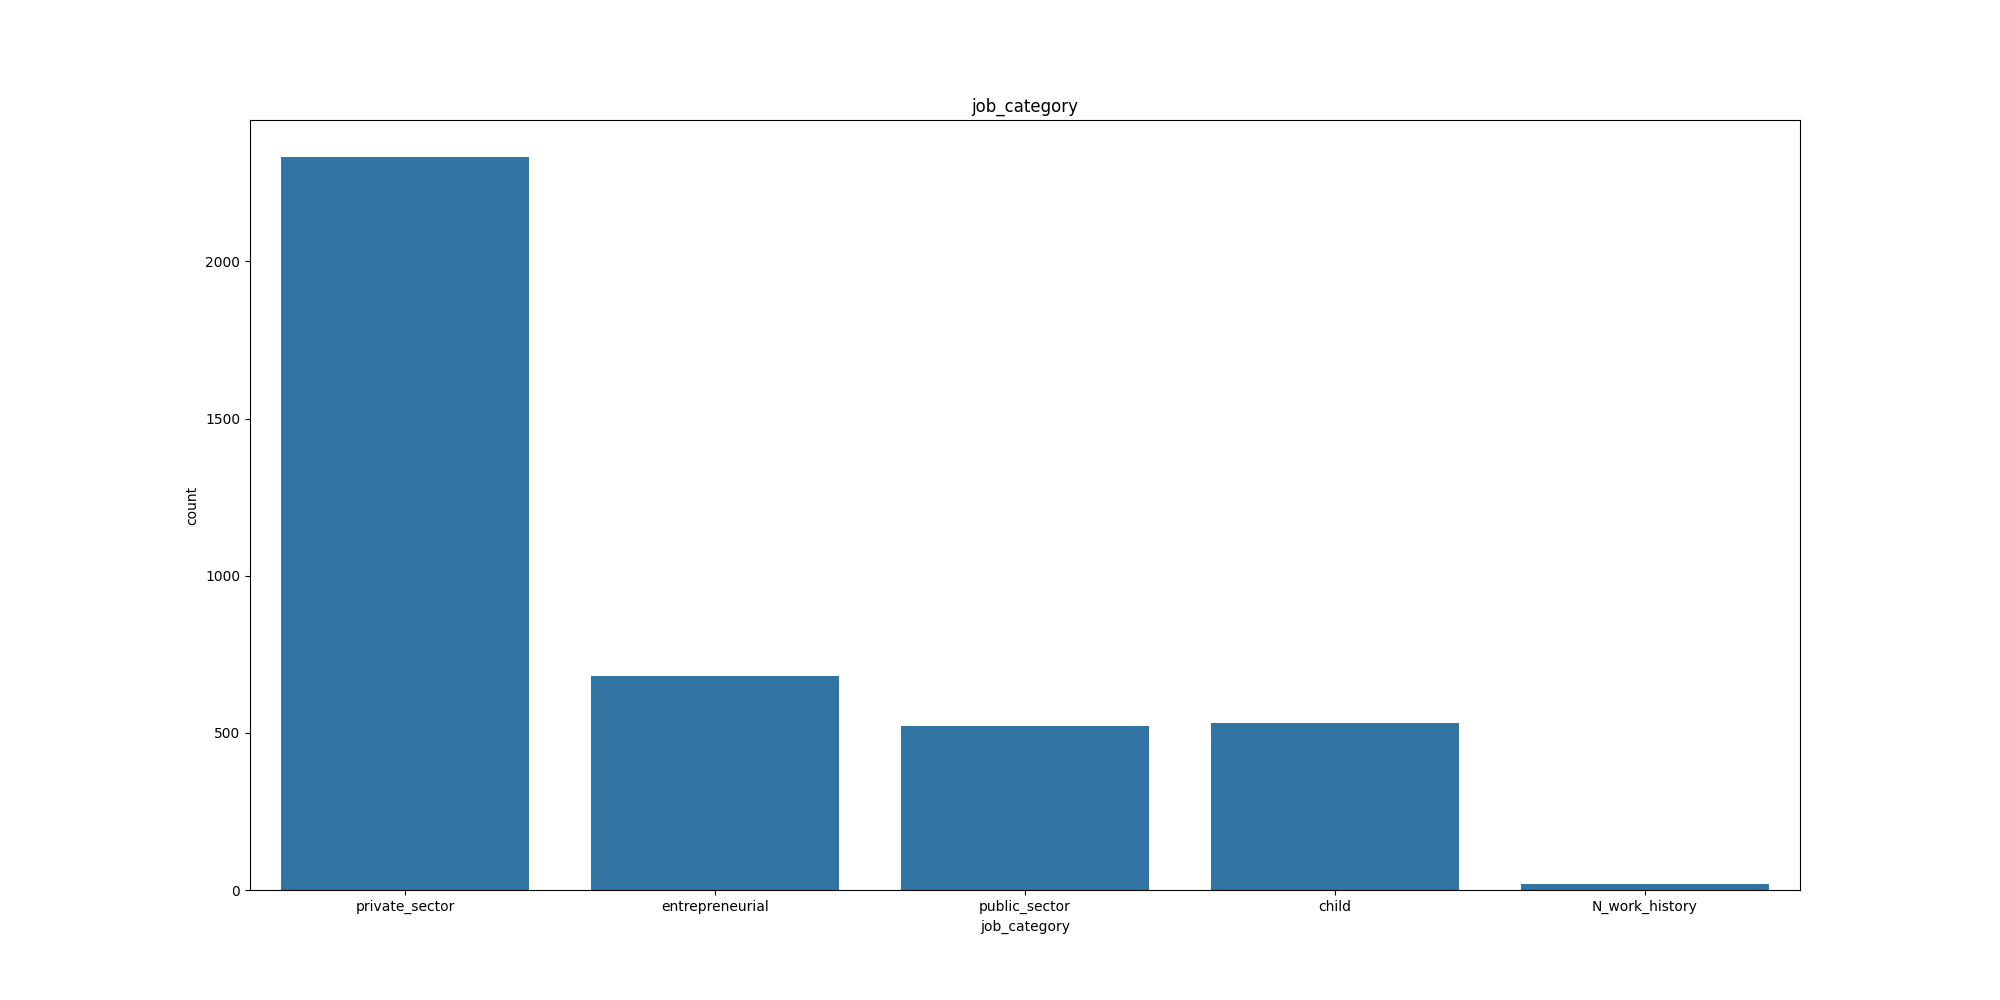 job_category
2000
1500
1000
500
0
count
private_sector
entrepreneurial
public_sector
child
N_work_history
job_category